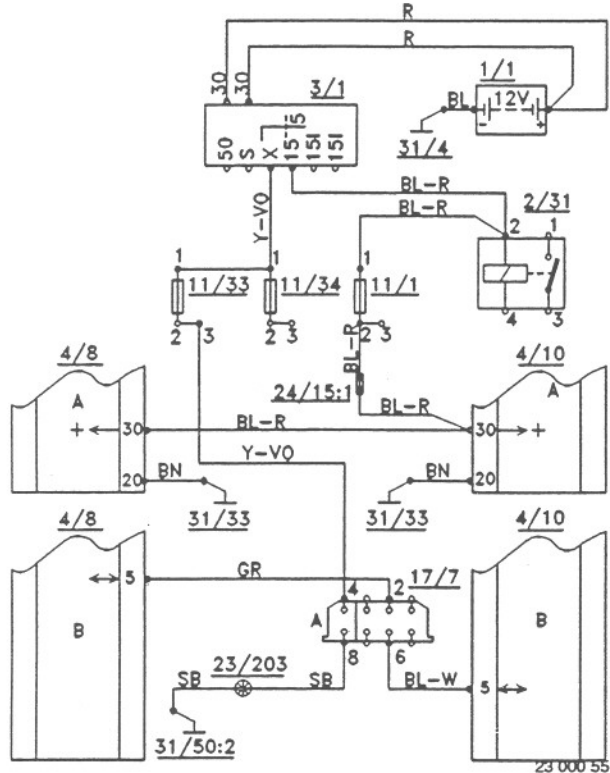 R
R
30 30
3/1
1/1
BL
12V
- +
31/4
5
50 S X 15 15I 15I
BL-R
BL-R
2/31
Y-VO
2 1
1 1 1
11/33 11/34 11/1
2 3 2 3 2 3
4 3
BL-R
4/8
4/10
24/15:1
A
A
BL-R
+ 30
BL-R
30 +
Y-VO
20 BN
BN 20
31/33
31/33
4/8
4/10
5 GR
4 2 17/7
B
A
B
8 6
23/203
SB SB
BL-W
5
31/50:2
23 000 55